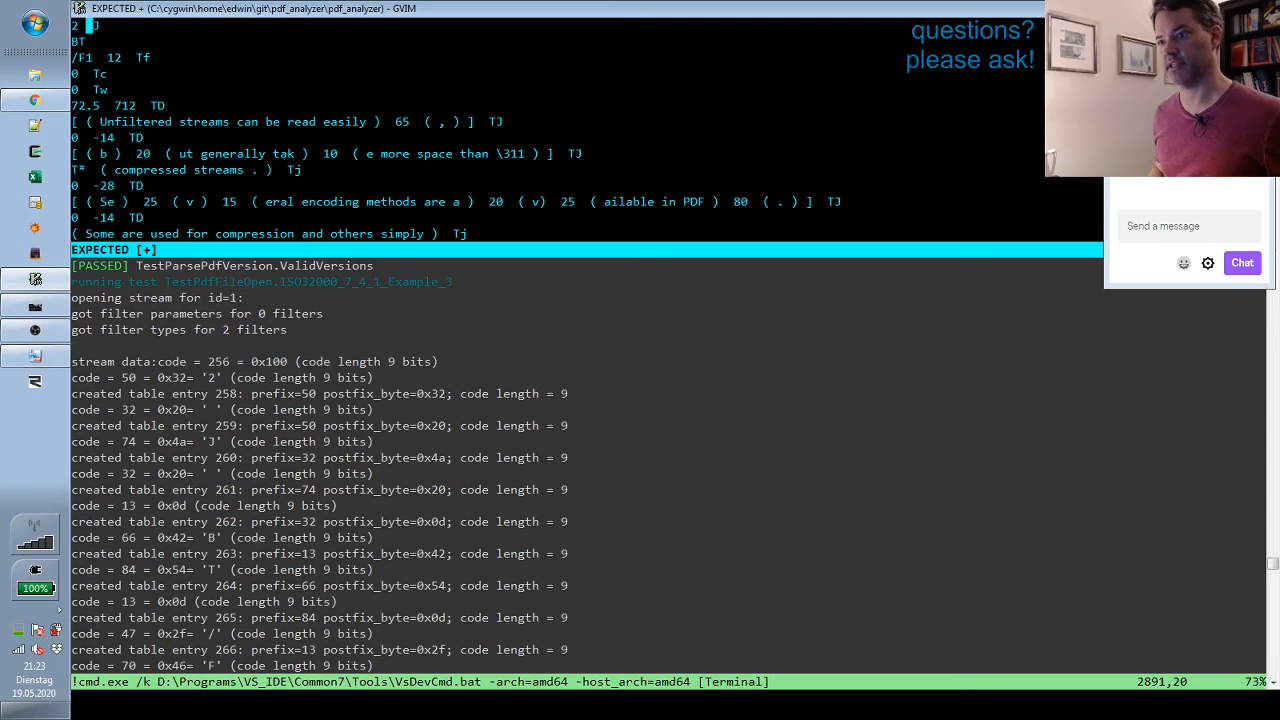 EXPECTED + (C:\cygwin\home\edwin\git\pdf_analyzer\pdf_analyzer) - GVIM
questions?
please ask!
2 J
BT
/F1 12 Tf
0 Tc
0 Tw
72.5 712 TD
[ ( Unfiltered streams can be read easily ) 65 ( , ) ] TJ
0 -14 TD
[ ( b ) 20 ( ut generally tak ) 10 ( e more space than \311 ) ] TJ
T* ( compressed streams . ) Tj
0 -28 TD
[ ( Se ) 25 ( v ) 15 ( eral encoding methods are a ) 20 ( v) 25 ( ailable in PDF ) 80 ( . ) ] TJ
0 -14 TD
( Some are used for compression and others simply ) Tj
EXPECTED [+]
[PASSED] TestParsePdfVersion.ValidVersions
running test TestPdfFileOpen.ISO32000_7_4_1_Example_3
opening stream for id=1:
got filter parameters for 0 filters
got filter types for 2 filters
stream data:code = 256 = 0x100 (code length 9 bits)
code = 50 = 0x32= '2' (code length 9 bits)
created table entry 258: prefix=50 postfix_byte=0x32; code length = 9
code = 32 = 0x20= ' ' (code length 9 bits)
created table entry 259: prefix=50 postfix_byte=0x20; code length = 9
code = 74 = 0x4a= 'J' (code length 9 bits)
created table entry 260: prefix=32 postfix_byte=0x4a; code length = 9
code = 32 = 0x20= ' ' (code length 9 bits)
created table entry 261: prefix=74 postfix_byte=0x20; code length = 9
code = 13 = 0x0d (code length 9 bits)
created table entry 262: prefix=32 postfix_byte=0x0d; code length = 9
code = 66 = 0x42= 'B' (code length 9 bits)
created table entry 263: prefix=13 postfix_byte=0x42; code length = 9
code = 84 = 0x54= 'T' (code length 9 bits)
created table entry 264: prefix=66 postfix_byte=0x54; code length = 9
code = 13 = 0x0d (code length 9 bits)
created table entry 265: prefix=84 postfix_byte=0x0d; code length = 9
code = 47 = 0x2f= '/' (code length 9 bits)
created table entry 266: prefix=13 postfix_byte=0x2f; code length = 9
code = 70 = 0x46= 'F' (code length 9 bits)
!cmd.exe /k D:\Programs\VS_IDE\Common7\Tools\VsDevCmd.bat -arch=amd64 -host_arch=amd64 [Terminal] 2891,20 73%
Send a message
Chat
100%
21:23
Dienstag
19.05.2020